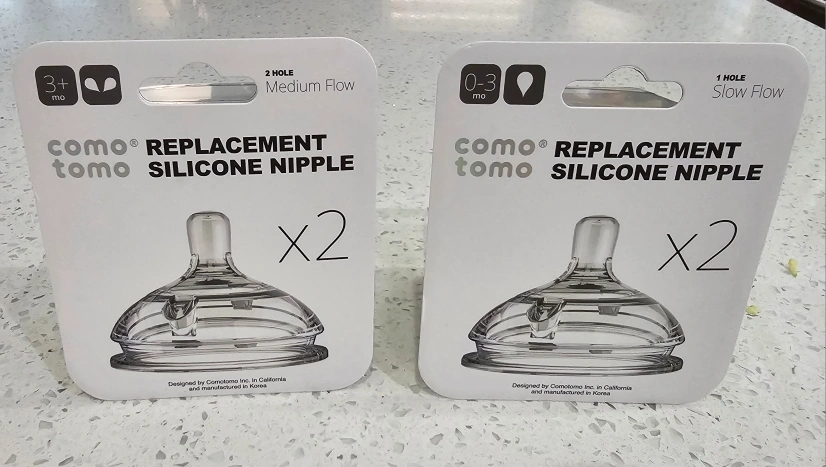 3+
mo
2 HOLE
Medium Flow
como® REPLACEMENT
tomo SILICONE NIPPLE
x2
Designed by Comotomo Inc. in California
and manufactured in Korea
0-3
mo
1 HOLE
Slow Flow
como® REPLACEMENT
tomo SILICONE NIPPLE
x2
Designed by Comotomo Inc. in California
and manufactured in Korea